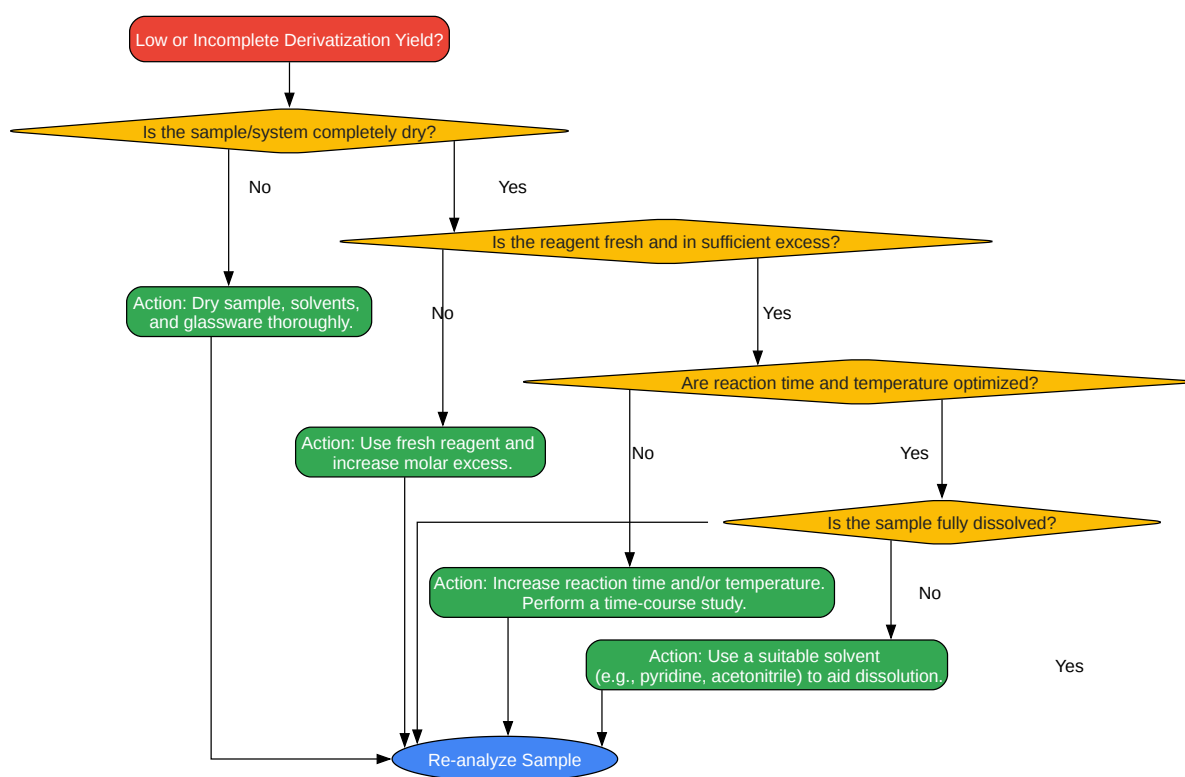 Low or Incomplete Derivatization Yield?
Is the sample/system completely dry?
No
Yes
Is the reagent fresh and in sufficient excess?
Action: Dry sample, solvents,
and glassware thoroughly.
No
Yes
Are reaction time and temperature optimized?
Action: Use fresh reagent and
increase molar excess.
No
Yes
Is the sample fully dissolved?
Action: Increase reaction time and/or temperature.
Perform a time-course study.
No
Action: Use a suitable solvent
(e.g., pyridine, acetonitrile) to aid dissolution.
Yes
Re-analyze Sample